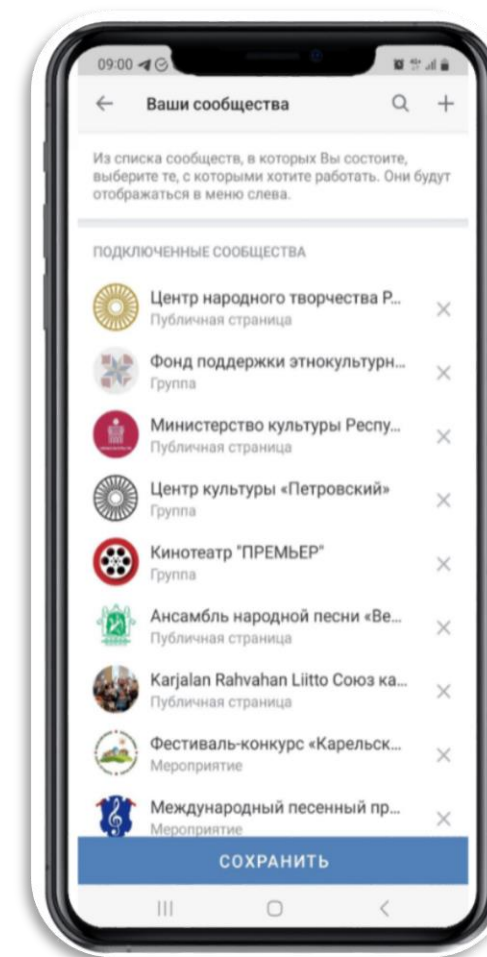 09:00
Ваши сообщества
Из списка сообществ, в которых Вы состоите,
выберите те, с которыми хотите работать. Они будут
отображаться в меню слева.
ПОДКЛЮЧЕННЫЕ СООБЩЕСТВА
Центр народного творчества Р...
Публичная страница
Фонд поддержки этнокультурн...
Группа
Министерство культуры Респу...
Публичная страница
Центр культуры «Петровский»
Группа
Кинотеатр "ПРЕМЬЕР"
Группа
Ансамбль народной песни «Ве...
Публичная страница
Karjalan Rahvahan Liitto Союз ка...
Публичная страница
Фестиваль-конкурс «Карельск...
Мероприятие
Международный песенный пр...
Мероприятие
СОХРАНИТЬ